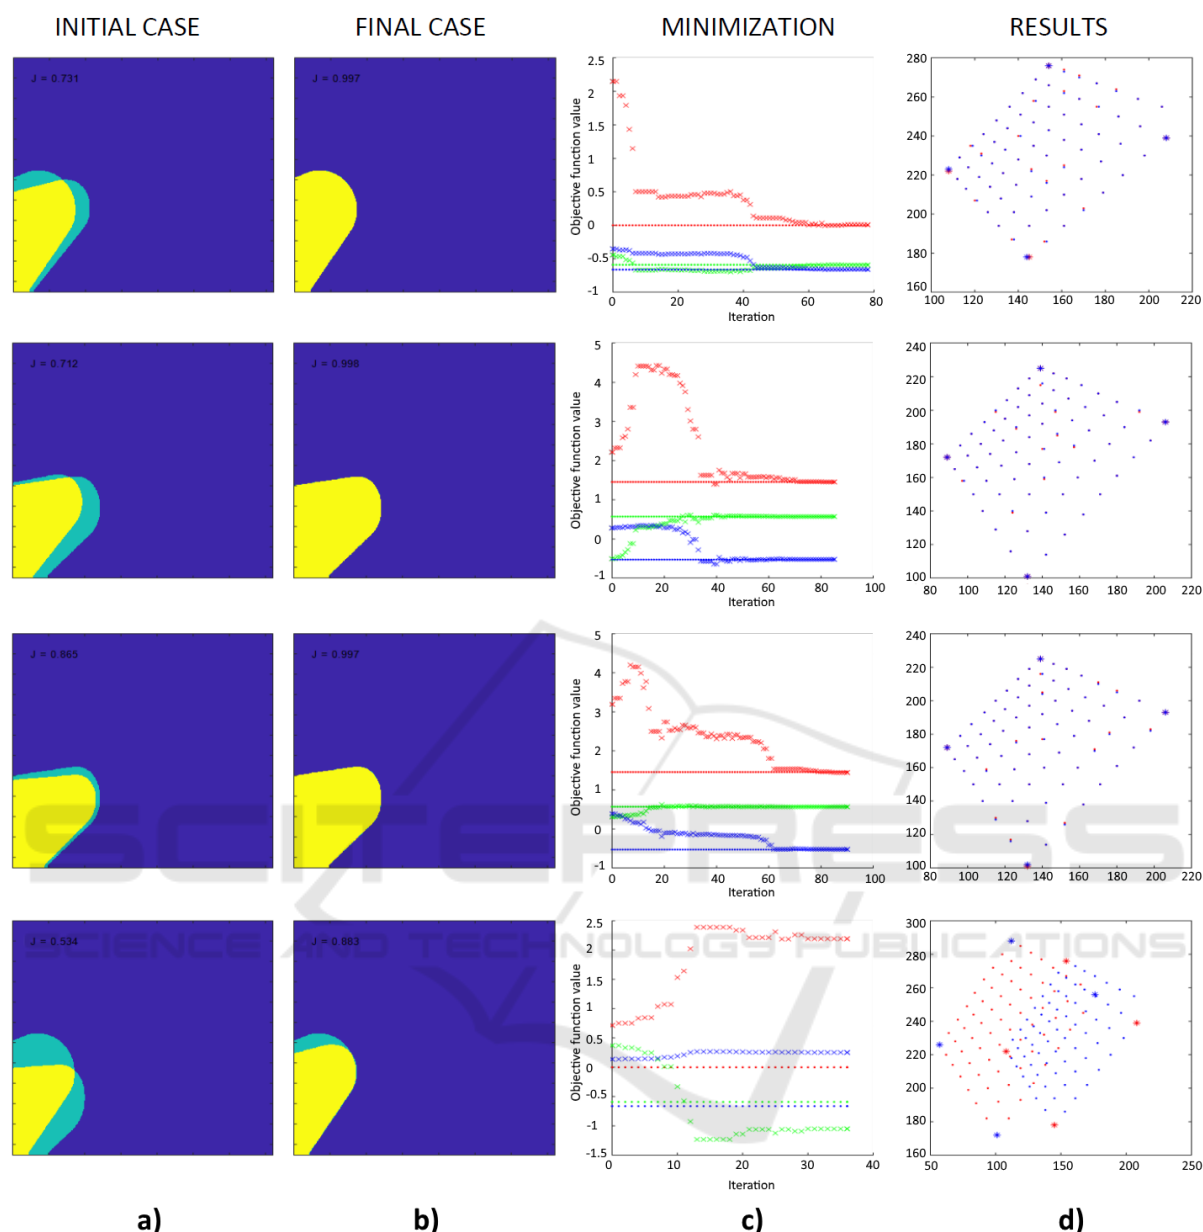 INITIAL CASE
FINAL CASE
MINIMIZATION
RESULTS
J = 0.731
J = 0.997
Objective function value
2.5
2
1.5
1
0.5
0
-0.5
-1
0 20 40 60 80
Iteration
280
260
240
220
200
180
160
100 120 140 160 180 200 220
J = 0.712
J = 0.998
Objective function value
5
4
3
2
1
0
-1
0 20 40 60 80 100
Iteration
240
220
200
180
160
140
120
100
80 100 120 140 160 180 200 220
J = 0.865
J = 0.997
Objective function value
5
4
3
2
1
0
-1
0 20 40 60 80 100
Iteration
240
220
200
180
160
140
120
100
80 100 120 140 160 180 200 220
SCITEPRESS
SCIENCE AND TECHNOLOGY PUBLICATIONS
J = 0.534
J = 0.883
Objective function value
2.5
2
1.5
1
0.5
0
-0.5
-1
-1.5
0 10 20 30 40
Iteration
300
280
260
240
220
200
180
160
50 100 150 200 250
a)
b)
c)
d)